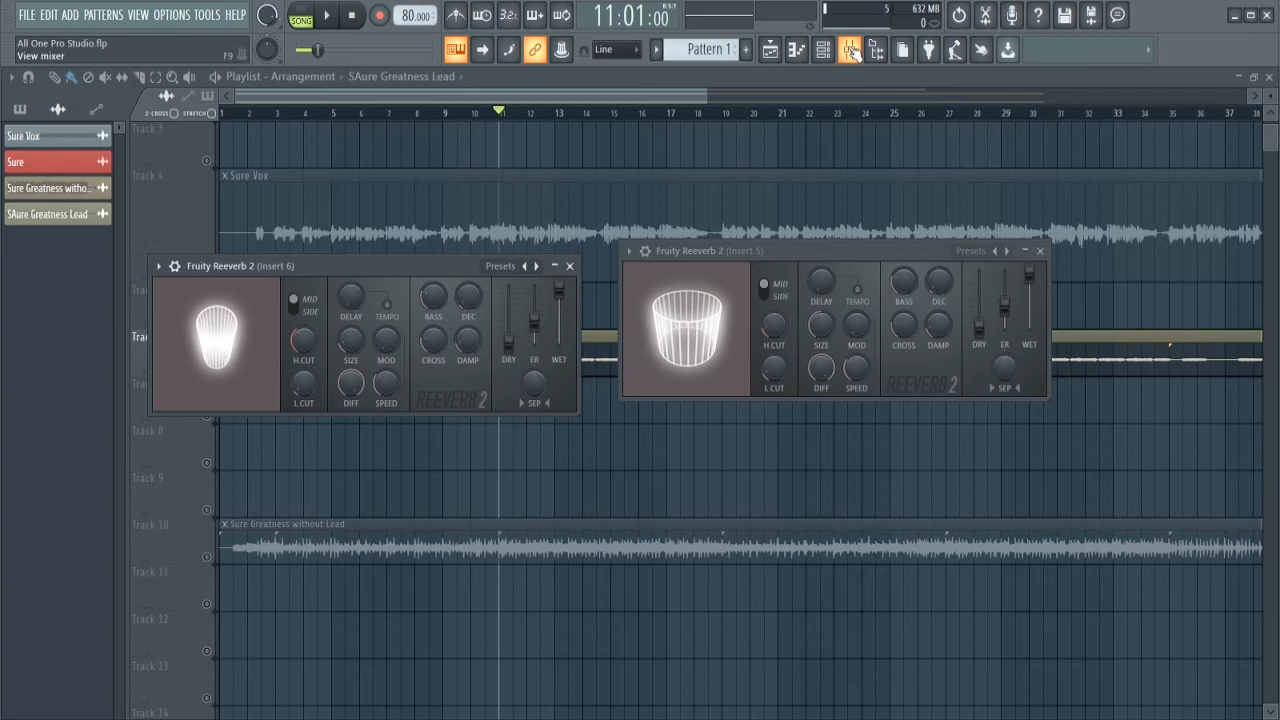 FILE EDIT ADD PATTERNS VIEW OPTIONS TOOLS HELP
PAT
SONG
80.000
3.2:
11:01:00
B:S:T
5
632 MB
0
All One Pro Studio.flp
View mixer
F9
Line
Pattern 1
Playlist - Arrangement
SAure Greatness Lead
Z-CROSS
STRETCH
1 2 3 4 5 6 7 8 9 10 11 12 13 14 15 16 17 18 19 20 21 22 23 24 25 26 27 28 29 30 31 32 33 34 35 36 37 38
Sure Vox
Sure
Sure Greatness witho...
SAure Greatness Lead
Track 3
Track 4
Sure Vox
Fruity Reeverb 2 (Insert 6)
Presets
MID
SIDE
DELAY
TEMPO
BASS
DEC
H.CUT
SIZE
MOD
CROSS
DAMP
DRY
ER
WET
L.CUT
DIFF
SPEED
REEVERB 2
SEP
Fruity Reeverb 2 (Insert 5)
Presets
MID
SIDE
DELAY
TEMPO
BASS
DEC
H.CUT
SIZE
MOD
CROSS
DAMP
DRY
ER
WET
L.CUT
DIFF
SPEED
REEVERB 2
SEP
Track 8
Track 9
Track 10
Sure Greatness without Lead
Track 11
Track 12
Track 13
Track 14